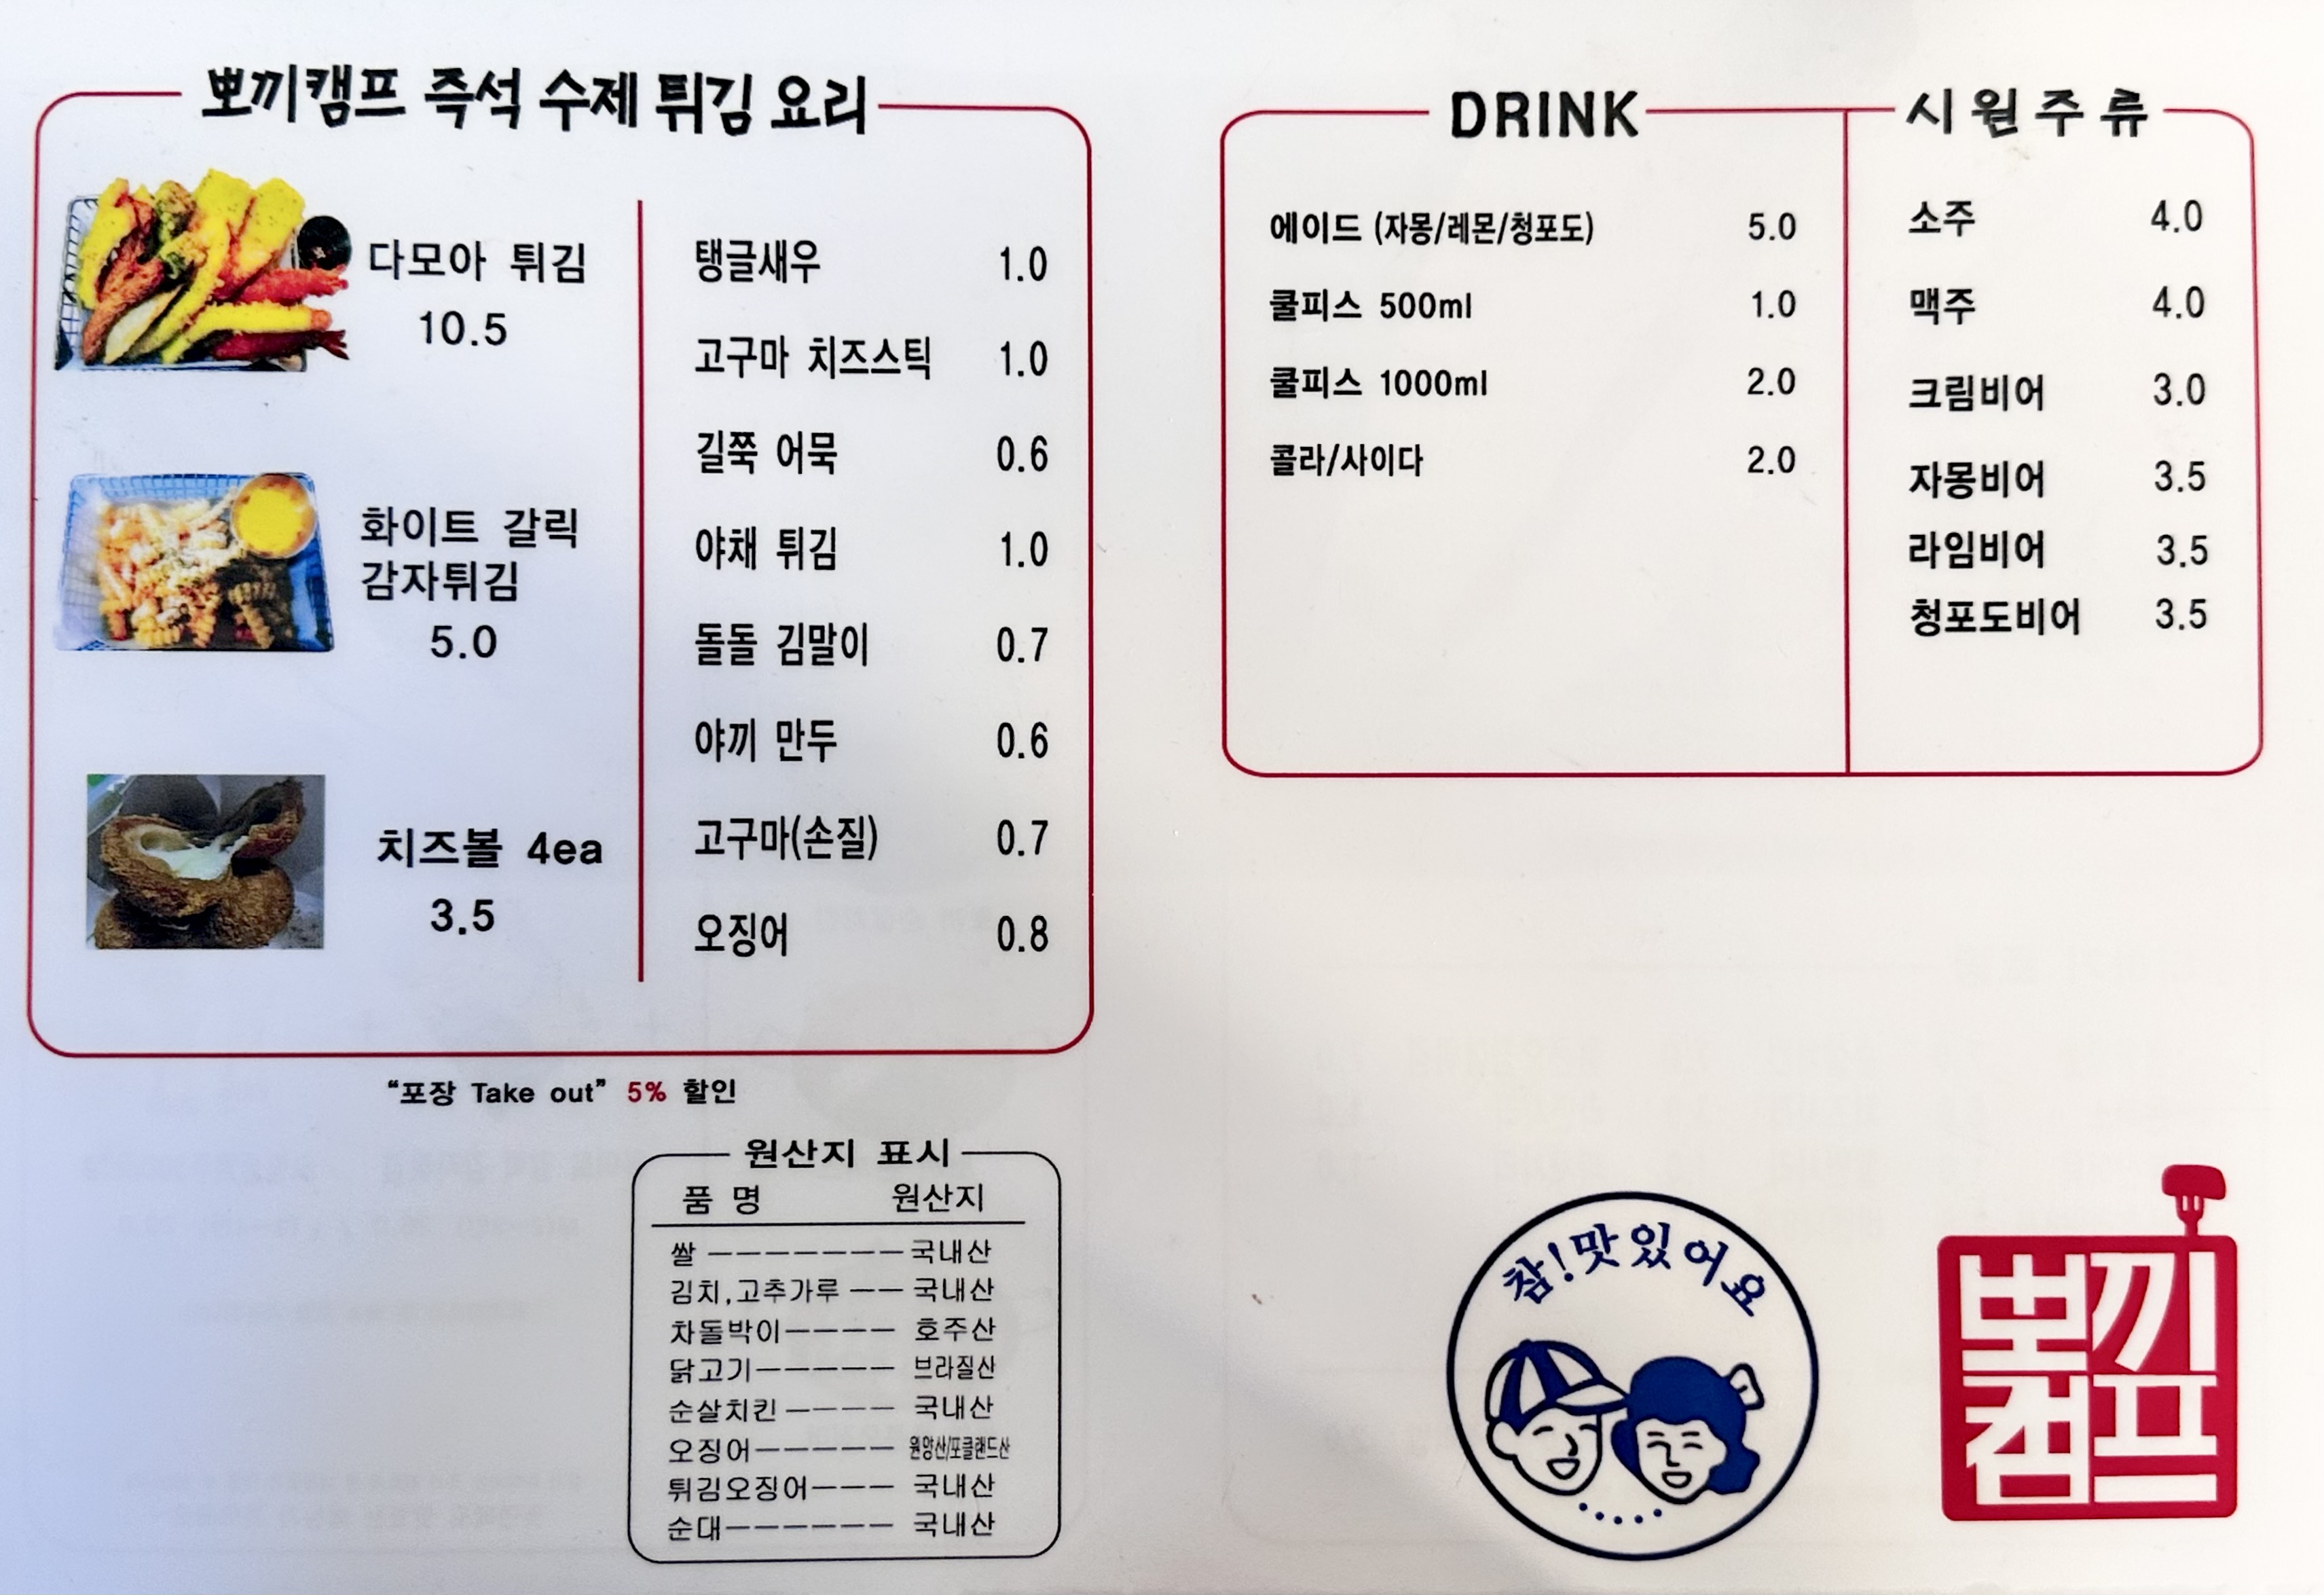 뽀끼캠프 즉석 수제 튀김 요리
다모아 튀김
10.5
화이트 갈릭
감자튀김
5.0
치즈볼 4ea
3.5
탱글새우 1.0
고구마 치즈스틱 1.0
길쭉 어묵 0.6
야채 튀김 1.0
돌돌 김말이 0.7
야끼 만두 0.6
고구마(손질) 0.7
오징어 0.8
“포장 Take out” 5% 할인
원산지 표시
품 명 원산지
쌀 ------- 국내산
김치,고추가루 -- 국내산
차돌박이---- 호주산
닭고기----- 브라질산
순살치킨 ---- 국내산
오징어----- 원양산/포클랜드산
튀김오징어--- 국내산
순대------ 국내산
DRINK
에이드 (자몽/레몬/청포도) 5.0
쿨피스 500ml 1.0
쿨피스 1000ml 2.0
콜라/사이다 2.0
시원주류
소주 4.0
맥주 4.0
크림비어 3.0
자몽비어 3.5
라임비어 3.5
청포도비어 3.5
참!맛있어요
뽀끼
캠프